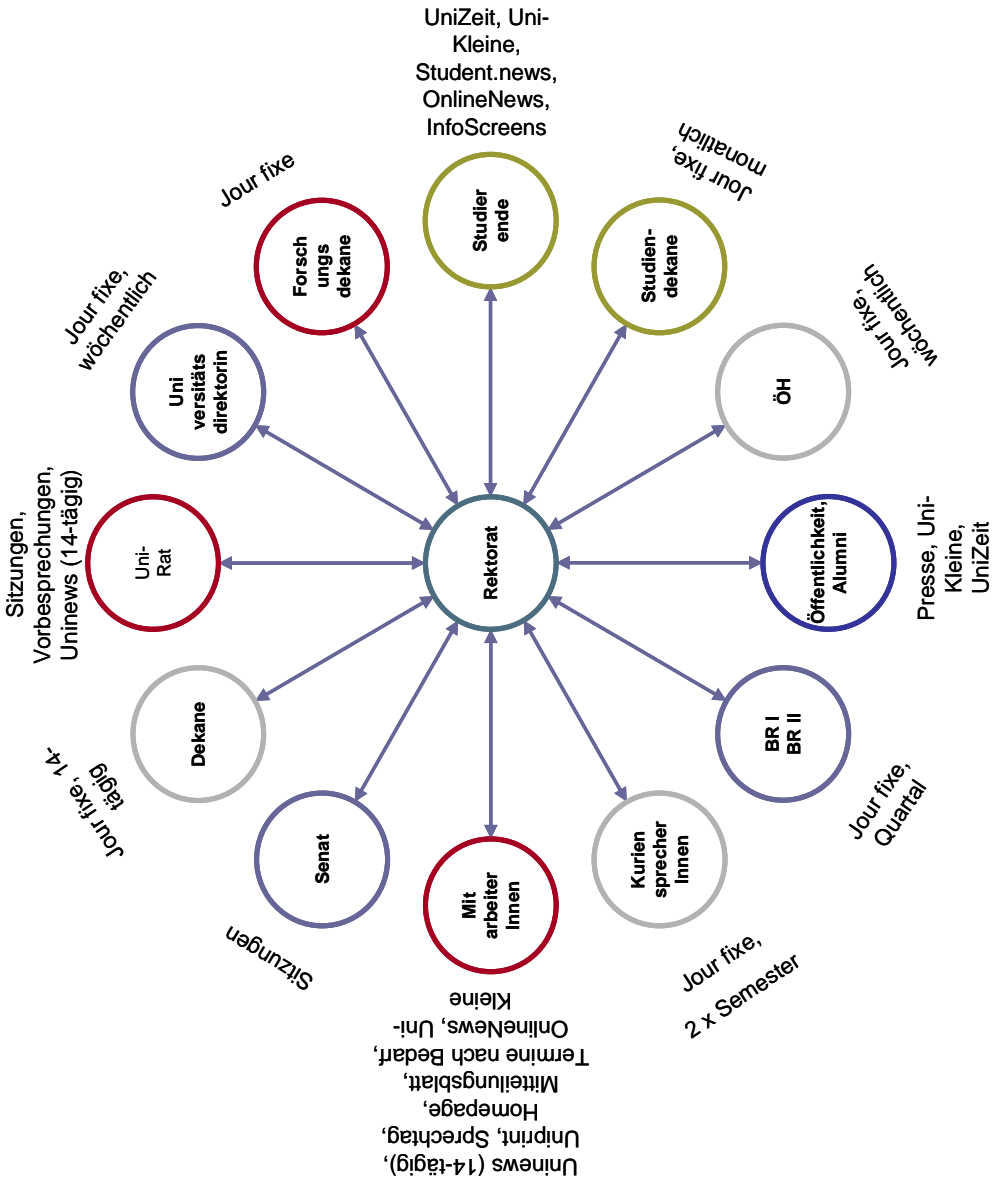 UniZeit, Uni-
Kleine,
Student.news,
OnlineNews,
InfoScreens
Studier
ende
Jour fixe,
monatlich
Studien-
dekane
Jour fixe,
wöchentlich
ÖH
Presse, Uni-
Kleine,
UniZeit
Öffentlichkeit,
Alumni
Jour fixe,
Quartal
BR I
BR II
Jour fixe,
2 x Semester
Kurien
sprecher
Innen
Uninews (14-tägig),
Uniprint, Sprechtag,
Homepage,
Mitteilungsblatt,
Termine nach Bedarf,
OnlineNews, Uni-
Kleine
Mit
arbeiter
Innen
Sitzungen
Senat
Jour fixe, 14-
tägig
Dekane
Sitzungen,
Vorbesprechungen,
Uninews (14-tägig)
Uni-
Rat
Jour fixe,
wöchentlich
Uni
versitäts
direktorin
Jour fixe
Forsch
ungs
dekane
Rektorat